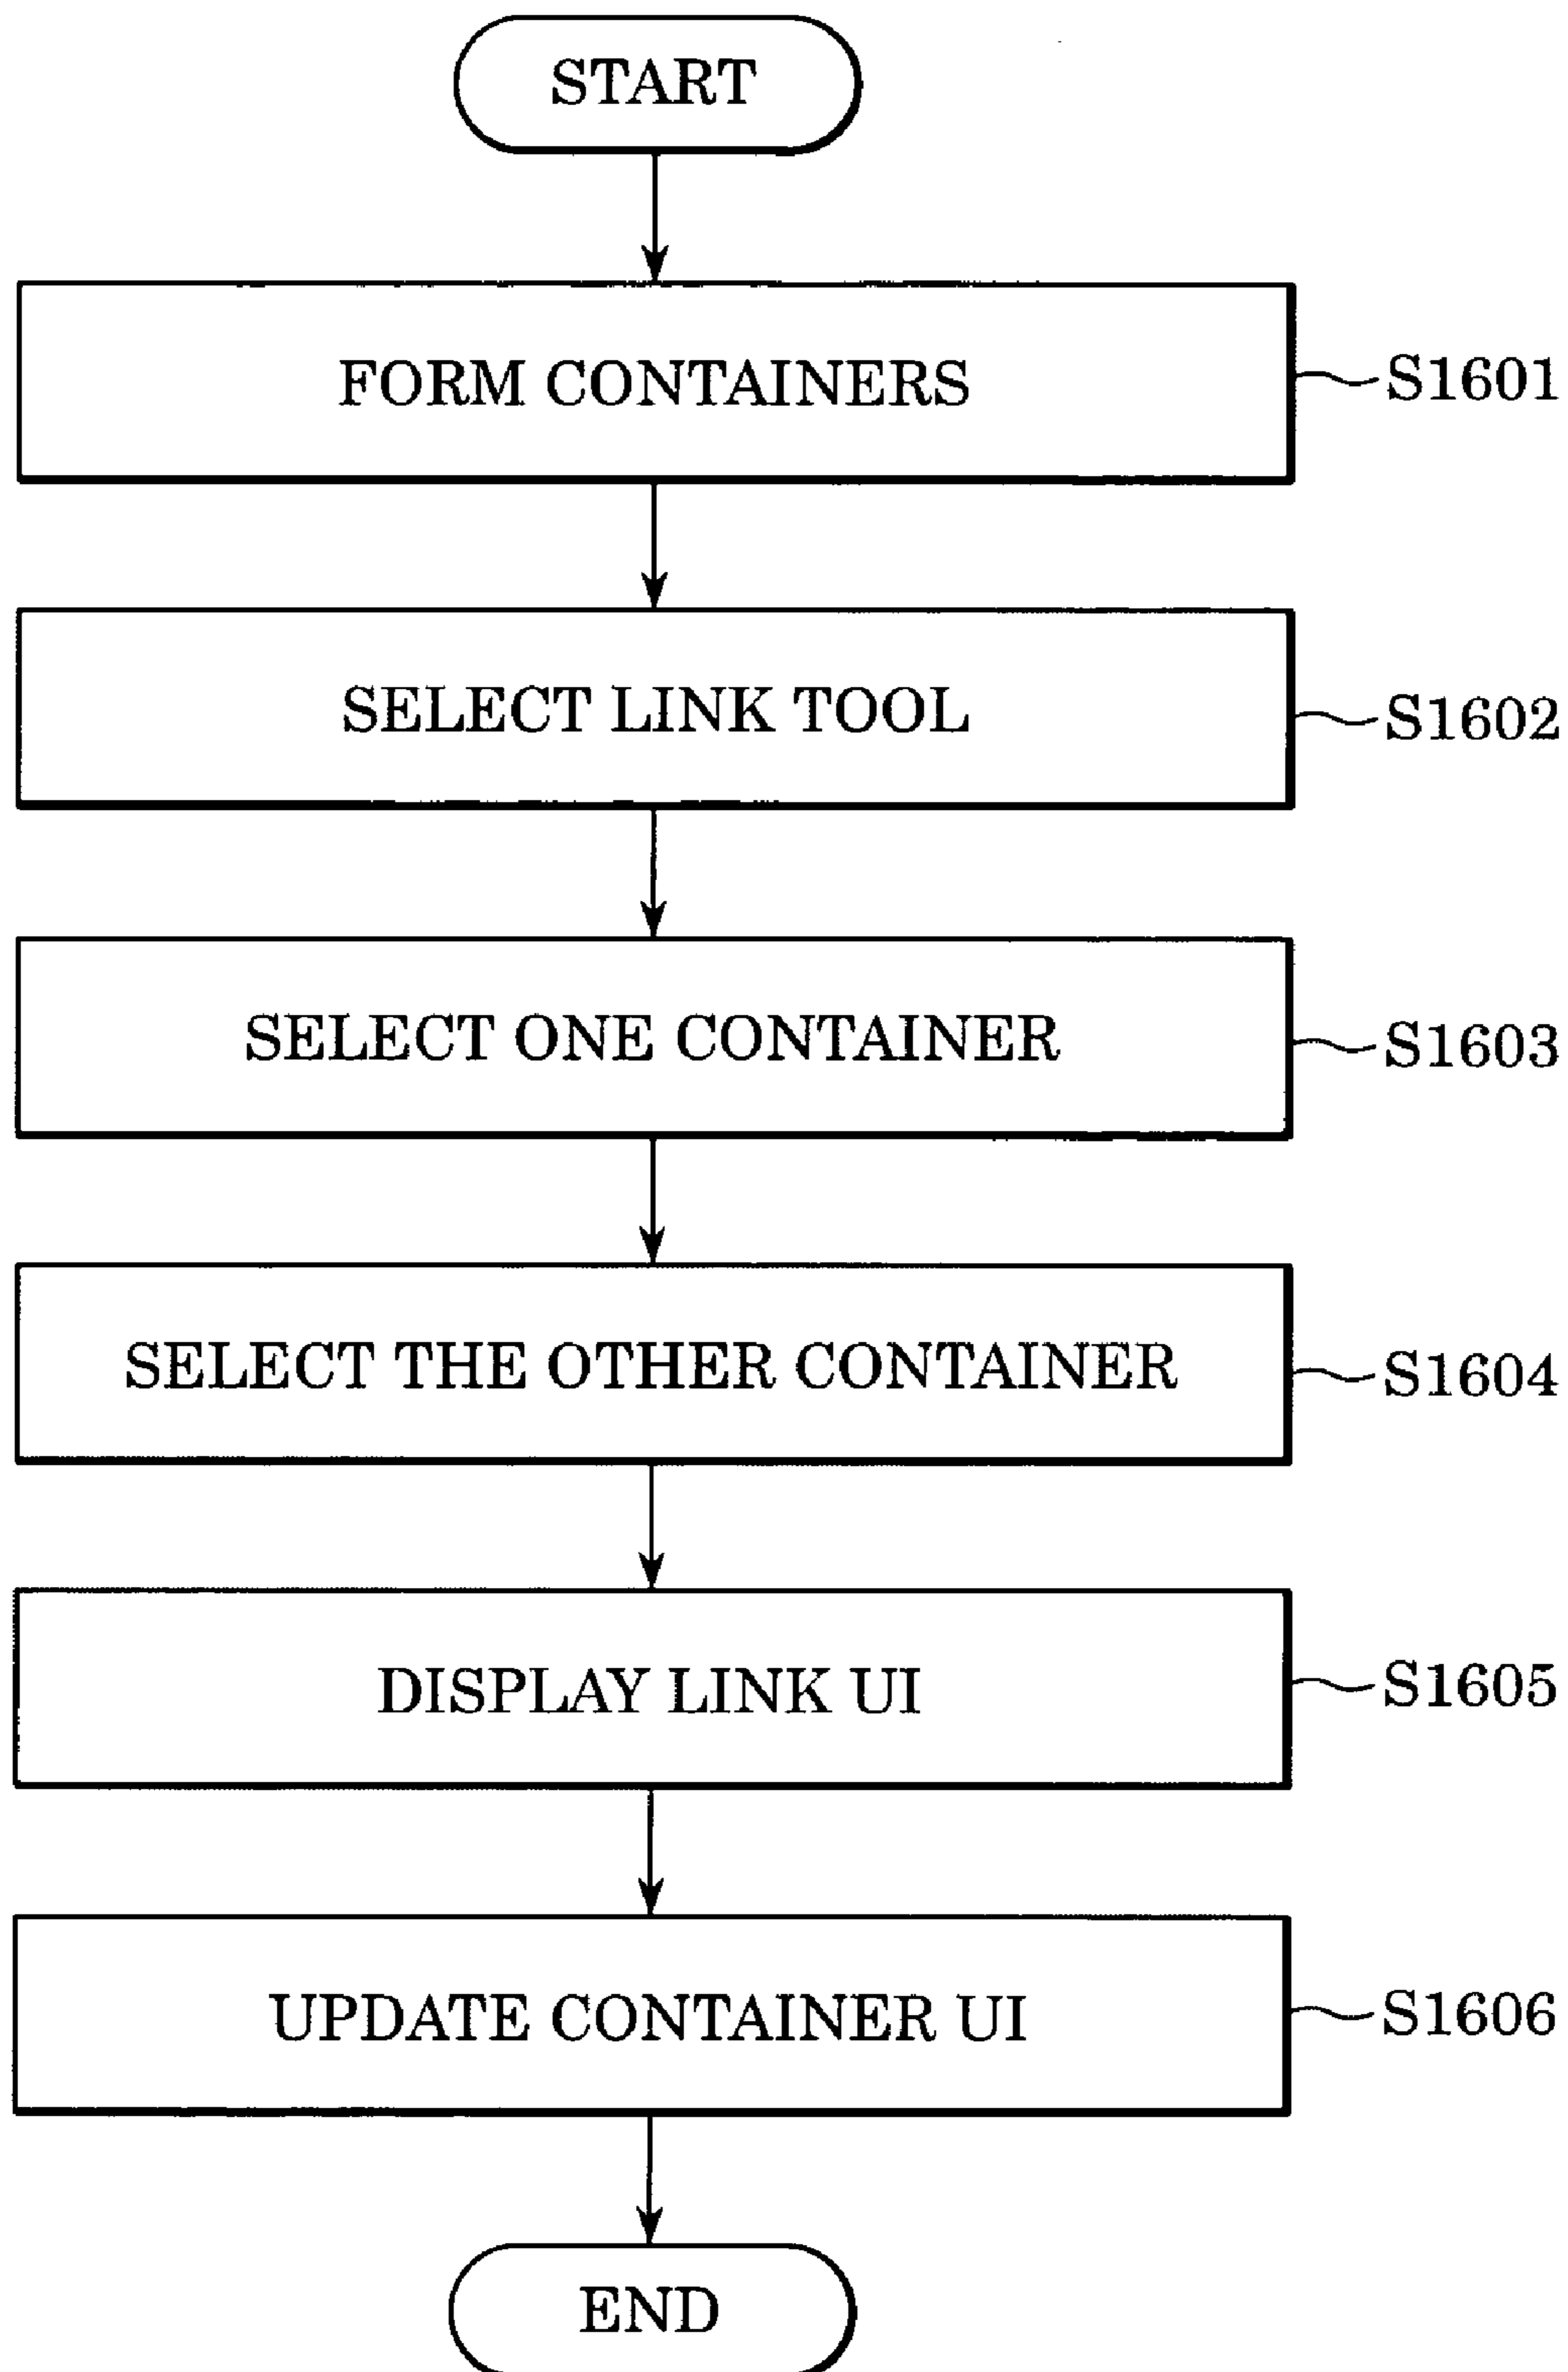 START
FORM CONTAINERS
S1601
SELECT LINK TOOL
S1602
SELECT ONE CONTAINER
S1603
SELECT THE OTHER CONTAINER
S1604
DISPLAY LINK UI
S1605
UPDATE CONTAINER UI
S1606
END